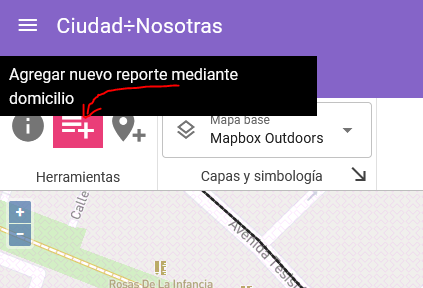 Ciudad÷Nosotras
Agregar nuevo reporte mediante
domicilio
Mapa base
Mapbox Outdoors
Herramientas
Capas y simbología
+
−
Calle
Avenida Tesis
Rosas De La Infancia